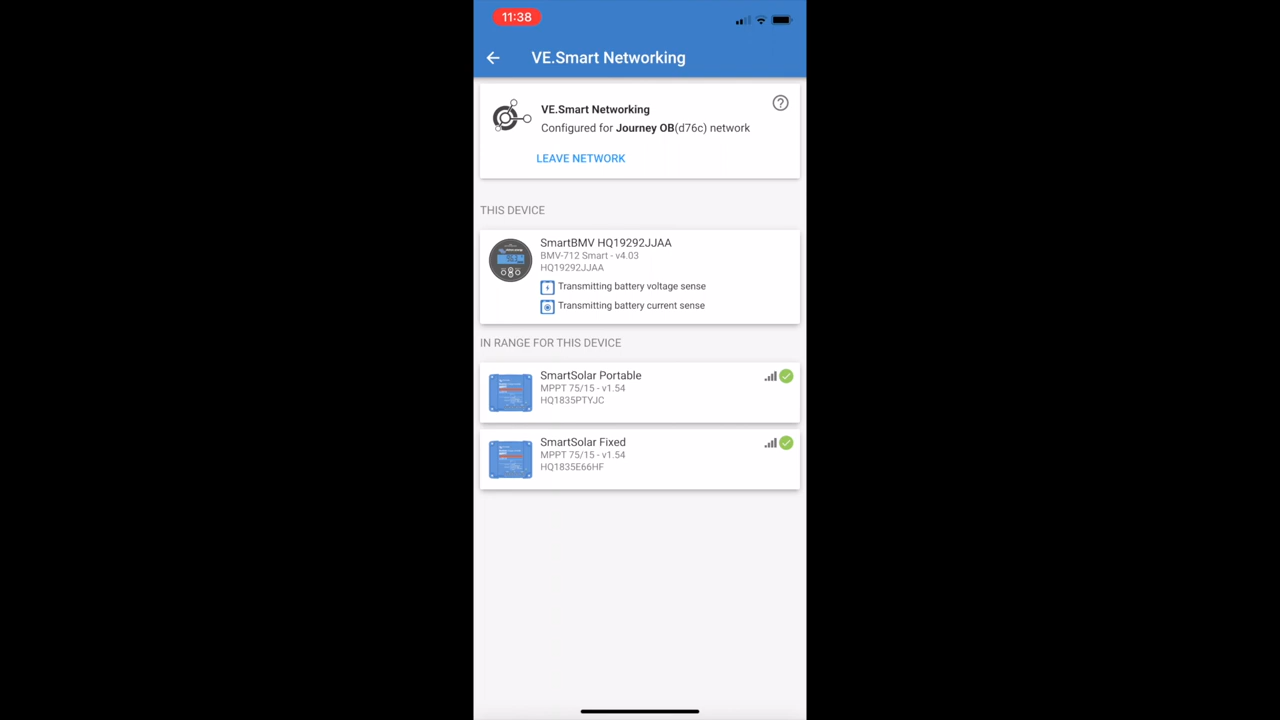 11:38
VE.Smart Networking
VE.Smart Networking
Configured for Journey OB(d76c) network
LEAVE NETWORK
THIS DEVICE
SmartBMV HQ19292JJAA
BMV-712 Smart - v4.03
HQ19292JJAA
Transmitting battery voltage sense
Transmitting battery current sense
IN RANGE FOR THIS DEVICE
SmartSolar Portable
MPPT 75/15 - v1.54
HQ1835PTYJC
SmartSolar Fixed
MPPT 75/15 - v1.54
HQ1835E66HF